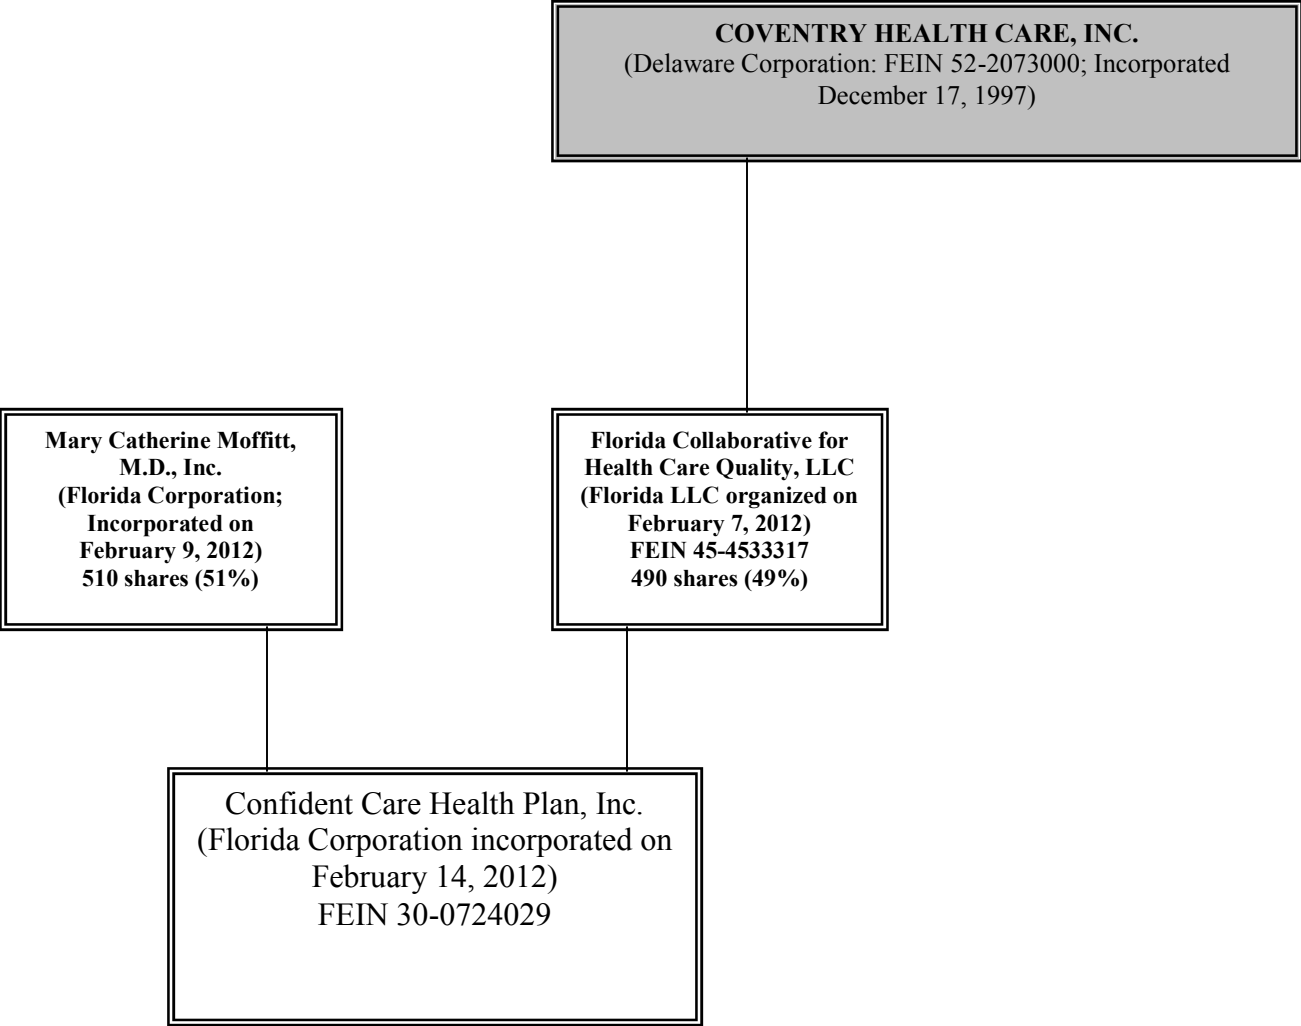 COVENTRY HEALTH CARE, INC.
(Delaware Corporation: FEIN 52-2073000; Incorporated
December 17, 1997)
Mary Catherine Moffitt,
M.D., Inc.
(Florida Corporation;
Incorporated on
February 9, 2012)
510 shares (51%)
Florida Collaborative for
Health Care Quality, LLC
(Florida LLC organized on
February 7, 2012)
FEIN 45-4533317
490 shares (49%)
Confident Care Health Plan, Inc.
(Florida Corporation incorporated on
February 14, 2012)
FEIN 30-0724029